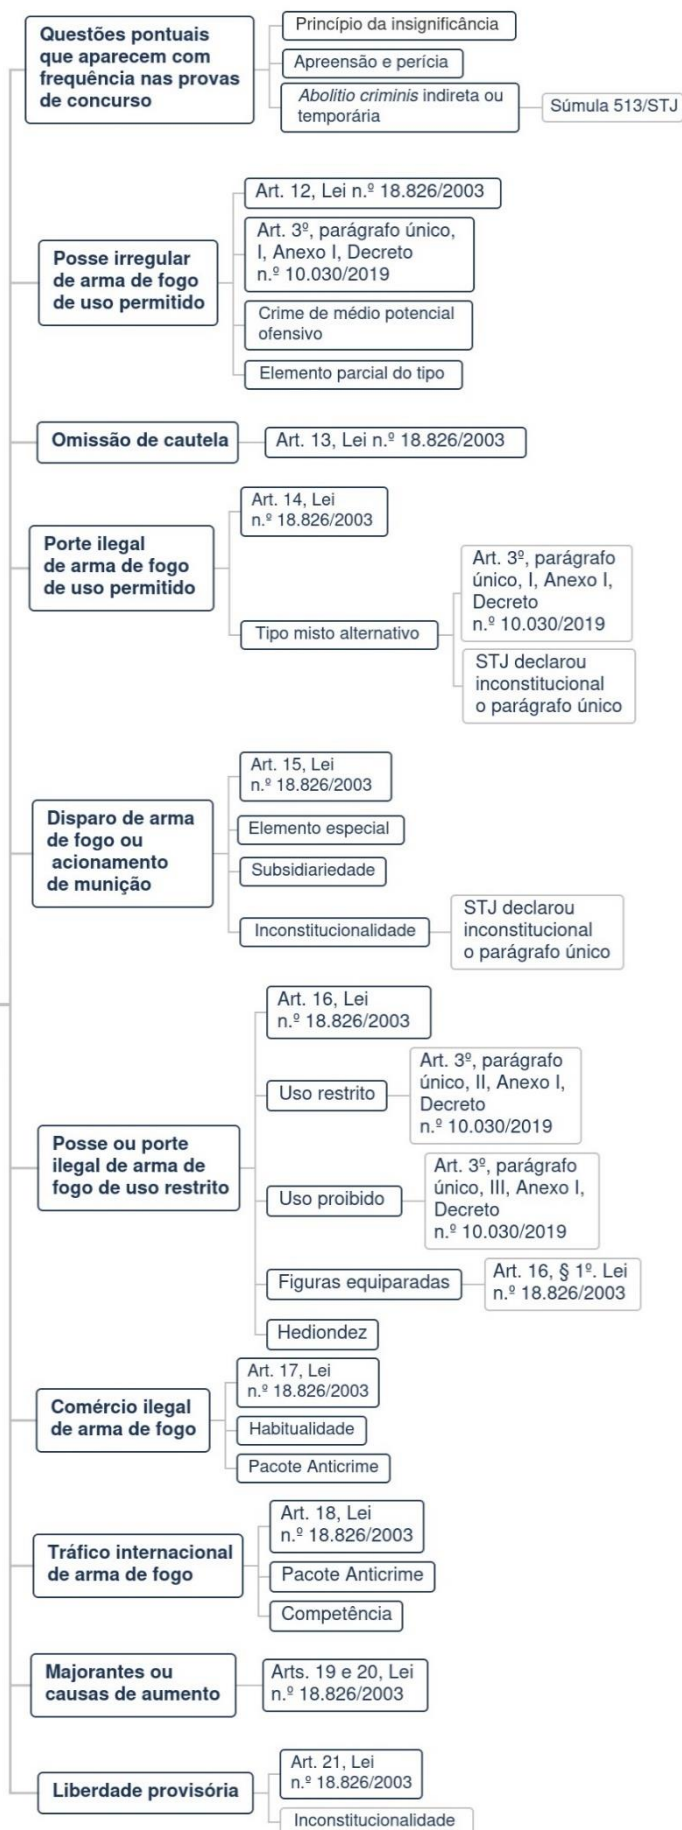 Questões pontuais
que aparecem com
frequência nas provas
de concurso
Princípio da insignificância
Apreensão e perícia
Abolitio criminis indireta ou
temporária
Súmula 513/STJ
Posse irregular
de arma de fogo
de uso permitido
Art. 12, Lei n.º 18.826/2003
Art. 3º, parágrafo único,
I, Anexo I, Decreto
n.º 10.030/2019
Crime de médio potencial
ofensivo
Elemento parcial do tipo
Omissão de cautela
Art. 13, Lei n.º 18.826/2003
Porte ilegal
de arma de fogo
de uso permitido
Art. 14, Lei
n.º 18.826/2003
Tipo misto alternativo
Art. 3º, parágrafo
único, I, Anexo I,
Decreto
n.º 10.030/2019
STJ declarou
inconstitucional
o parágrafo único
Disparo de arma
de fogo ou
acionamento
de munição
Art. 15, Lei
n.º 18.826/2003
Elemento especial
Subsidiariedade
Inconstitucionalidade
STJ declarou
inconstitucional
o parágrafo único
Posse ou porte
ilegal de arma de
fogo de uso restrito
Art. 16, Lei
n.º 18.826/2003
Uso restrito
Art. 3º, parágrafo
único, II, Anexo I,
Decreto
n.º 10.030/2019
Uso proibido
Art. 3º, parágrafo
único, III, Anexo I,
Decreto
n.º 10.030/2019
Figuras equiparadas
Art. 16, § 1º. Lei
n.º 18.826/2003
Hediondez
Comércio ilegal
de arma de fogo
Art. 17, Lei
n.º 18.826/2003
Habitualidade
Pacote Anticrime
Tráfico internacional
de arma de fogo
Art. 18, Lei
n.º 18.826/2003
Pacote Anticrime
Competência
Majorantes ou
causas de aumento
Arts. 19 e 20, Lei
n.º 18.826/2003
Liberdade provisória
Art. 21, Lei
n.º 18.826/2003
Inconstitucionalidade